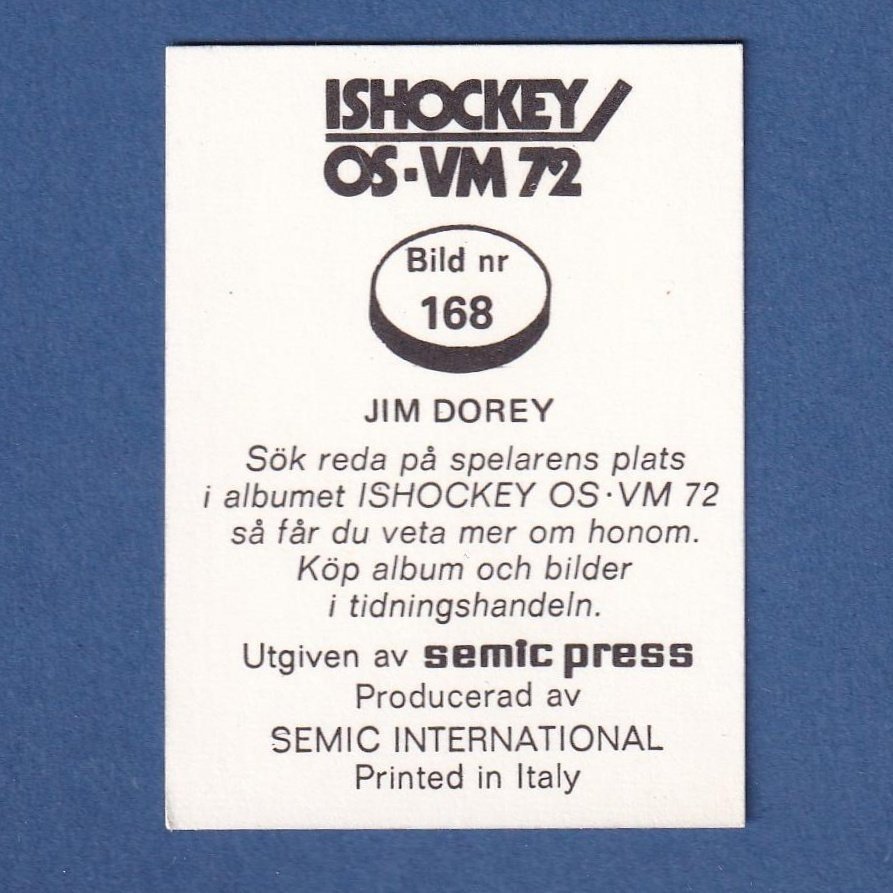 ISHOCKEY
OS·VM 72
Bild nr
168
JIM DOREY
Sök reda på spelarens plats
i albumet ISHOCKEY OS·VM 72
så får du veta mer om honom.
Köp album och bilder
i tidningshandeln.
Utgiven av semic press
Producerad av
SEMIC INTERNATIONAL
Printed in Italy